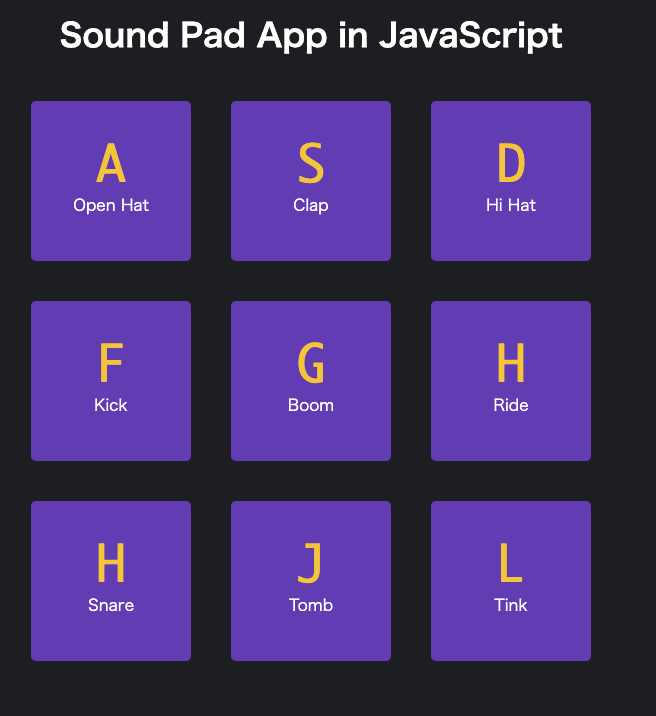 Sound Pad App in JavaScript
A
Open Hat
S
Clap
D
Hi Hat
F
Kick
G
Boom
H
Ride
H
Snare
J
Tomb
L
Tink